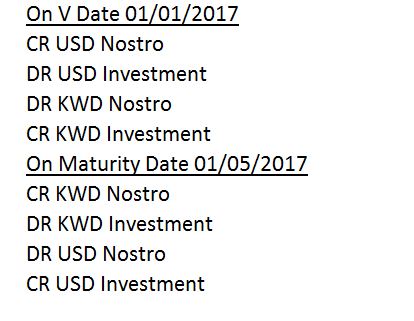 On V Date 01/01/2017
CR USD Nostro
DR USD Investment
DR KWD Nostro
CR KWD Investment
On Maturity Date 01/05/2017
CR KWD Nostro
DR KWD Investment
DR USD Nostro
CR USD Investment